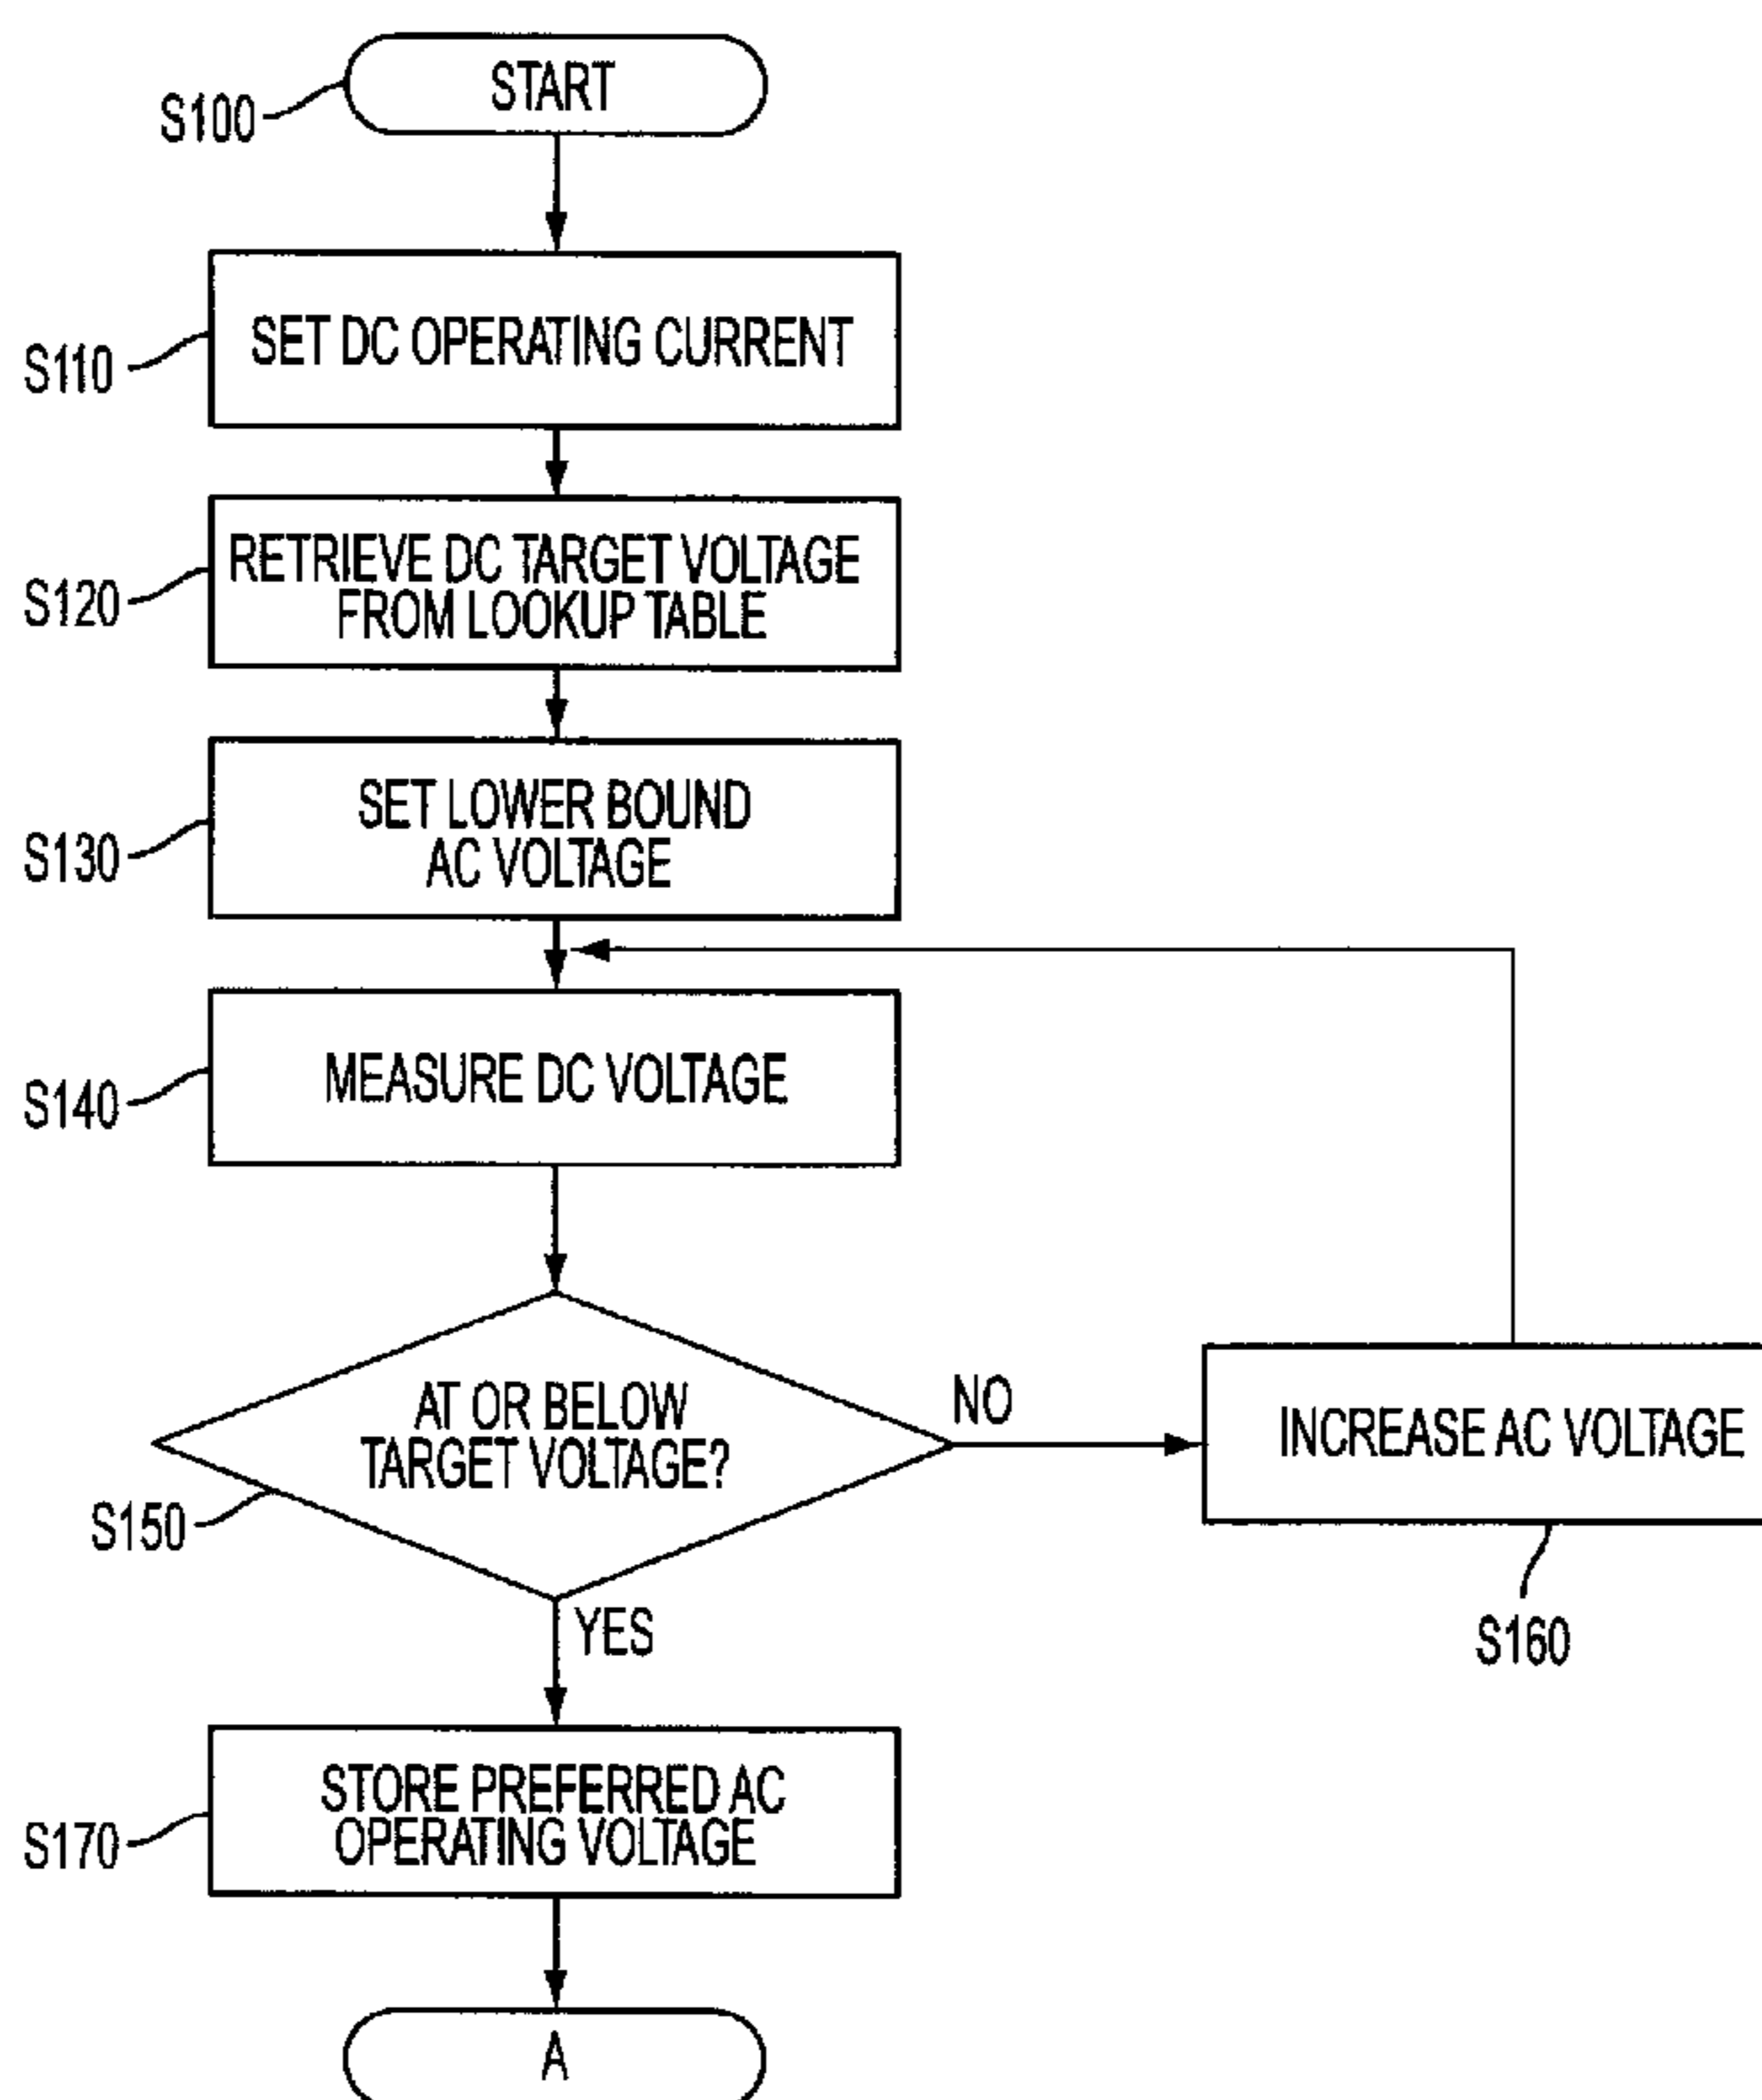 START
S100
SET DC OPERATING CURRENT
S110
RETRIEVE DC TARGET VOLTAGE
FROM LOOKUP TABLE
S120
SET LOWER BOUND
AC VOLTAGE
S130
MEASURE DC VOLTAGE
S140
AT OR BELOW
TARGET VOLTAGE?
S150
NO
INCREASE AC VOLTAGE
S160
YES
STORE PREFERRED AC
OPERATING VOLTAGE
S170
A